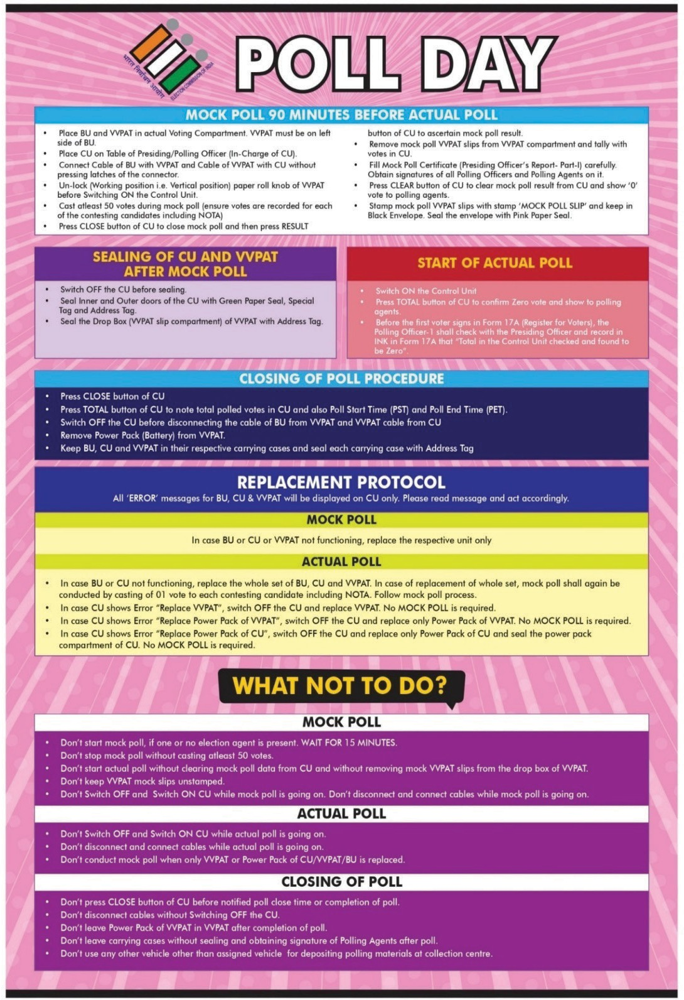 भारत निर्वाचन आयोग
ELECTION COMMISSION OF INDIA
POLL DAY
MOCK POLL 90 MINUTES BEFORE ACTUAL POLL
• Place BU and VVPAT in actual Voting Compartment. VVPAT must be on left
side of BU.
• Place CU on Table of Presiding/Polling Officer (In-Charge of CU).
• Connect Cable of BU with VVPAT and Cable of VVPAT with CU without
pressing latches of the connector.
• Un-lock (Working position i.e. Vertical position) paper roll knob of VVPAT
before Switching ON the Control Unit.
• Cast atleast 50 votes during mock poll (ensure votes are recorded for each
of the contesting candidates including NOTA)
• Press CLOSE button of CU to close mock poll and then press RESULT
button of CU to ascertain mock poll result.
• Remove mock poll VVPAT slips from VVPAT compartment and tally with
votes in CU.
• Fill Mock Poll Certificate (Presiding Officer's Report- Part-I) carefully.
Obtain signatures of all Polling Officers and Polling Agents on it.
• Press CLEAR button of CU to clear mock poll result from CU and show '0'
vote to polling agents.
• Stamp mock poll VVPAT slips with stamp 'MOCK POLL SLIP' and keep in
Black Envelope. Seal the envelope with Pink Paper Seal.
SEALING OF CU AND VVPAT
AFTER MOCK POLL
• Switch OFF the CU before sealing.
• Seal Inner and Outer doors of the CU with Green Paper Seal, Special
Tag and Address Tag.
• Seal the Drop Box (VVPAT slip compartment) of VVPAT with Address Tag.
START OF ACTUAL POLL
• Switch ON the Control Unit
• Press TOTAL button of CU to confirm Zero vote and show to polling
agents.
• Before the first voter signs in Form 17A (Register for Voters), the
Polling Officer-1 shall check with the Presiding Officer and record in
INK in Form 17A that "Total in the Control Unit checked and found to
be Zero".
CLOSING OF POLL PROCEDURE
• Press CLOSE button of CU
• Press TOTAL button of CU to note total polled votes in CU and also Poll Start Time (PST) and Poll End Time (PET).
• Switch OFF the CU before disconnecting the cable of BU from VVPAT and VVPAT cable from CU
• Remove Power Pack (Battery) from VVPAT.
• Keep BU, CU and VVPAT in their respective carrying cases and seal each carrying case with Address Tag
REPLACEMENT PROTOCOL
All 'ERROR' messages for BU, CU & VVPAT will be displayed on CU only. Please read message and act accordingly.
MOCK POLL
In case BU or CU or VVPAT not functioning, replace the respective unit only
ACTUAL POLL
• In case BU or CU not functioning, replace the whole set of BU, CU and VVPAT. In case of replacement of whole set, mock poll shall again be
conducted by casting of 01 vote to each contesting candidate including NOTA. Follow mock poll process.
• In case CU shows Error "Replace VVPAT", switch OFF the CU and replace VVPAT. No MOCK POLL is required.
• In case CU shows Error "Replace Power Pack of VVPAT", switch OFF the CU and replace only Power Pack of VVPAT. No MOCK POLL is required.
• In case CU shows Error "Replace Power Pack of CU", switch OFF the CU and replace only Power Pack of CU and seal the power pack
compartment of CU. No MOCK POLL is required.
WHAT NOT TO DO?
MOCK POLL
• Don't start mock poll, if one or no election agent is present. WAIT FOR 15 MINUTES.
• Don't stop mock poll without casting atleast 50 votes.
• Don't start actual poll without clearing mock poll data from CU and without removing mock VVPAT slips from the drop box of VVPAT.
• Don't keep VVPAT mock slips unstamped.
• Don't Switch OFF and Switch ON CU while mock poll is going on. Don't disconnect and connect cables while mock poll is going on.
ACTUAL POLL
• Don't Switch OFF and Switch ON CU while actual poll is going on.
• Don't disconnect and connect cables while actual poll is going on.
• Don't conduct mock poll when only VVPAT or Power Pack of CU/VVPAT/BU is replaced.
CLOSING OF POLL
• Don't press CLOSE button of CU before notified poll close time or completion of poll.
• Don't disconnect cables without Switching OFF the CU.
• Don't leave Power Pack of VVPAT in VVPAT after completion of poll.
• Don't leave carrying cases without sealing and obtaining signature of Polling Agents after poll.
• Don't use any other vehicle other than assigned vehicle for depositing polling materials at collection centre.